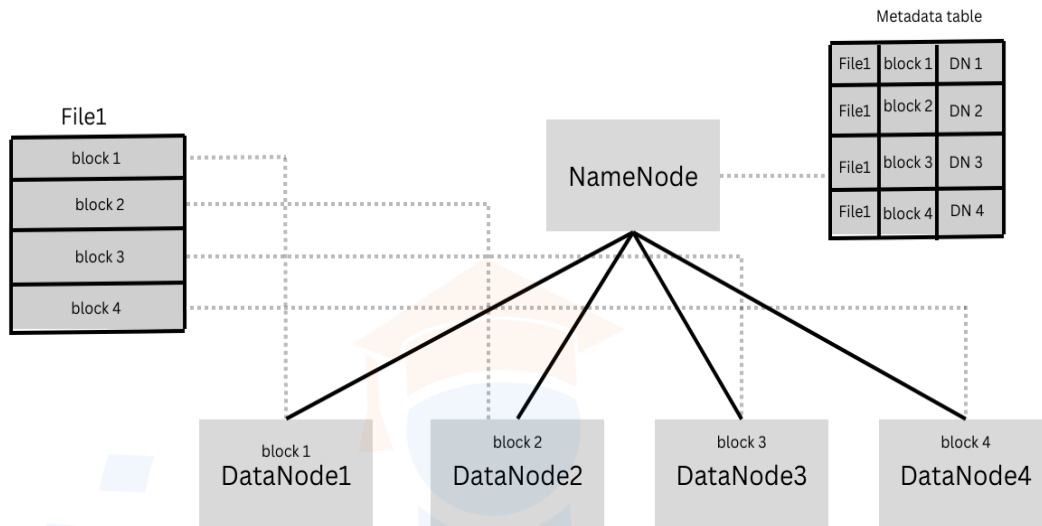 Metadata table
File1 block 1 DN 1
File1 block 2 DN 2
File1 block 3 DN 3
File1 block 4 DN 4
File1
block 1
block 2
block 3
block 4
NameNode
block 1
DataNode1
block 2
DataNode2
block 3
DataNode3
block 4
DataNode4